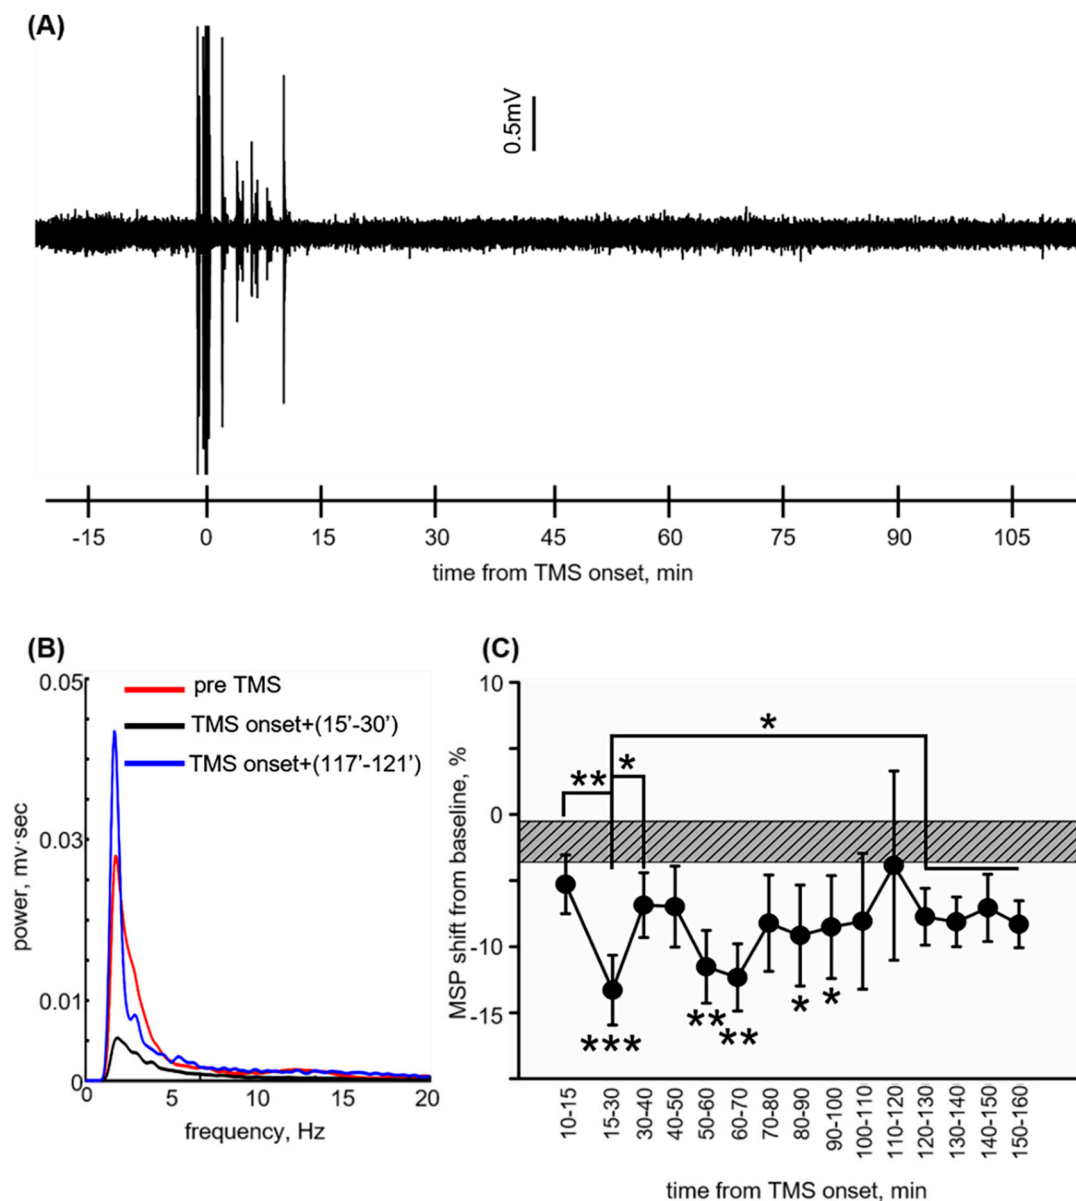 (A)
0.5mV
-15 0 15 30 45 60 75 90 105
time from TMS onset, min
(B)
0.05
0.03
0.01
0
power, mv·sec
pre TMS
TMS onset+(15'-30')
TMS onset+(117'-121')
0 5 10 15 20
frequency, Hz
(C)
10
0
-10
-15
MSP shift from baseline, %
*
** *
* *
** **
***
10-15
15-30
30-40
40-50
50-60
60-70
70-80
80-90
90-100
100-110
110-120
120-130
130-140
140-150
150-160
time from TMS onset, min